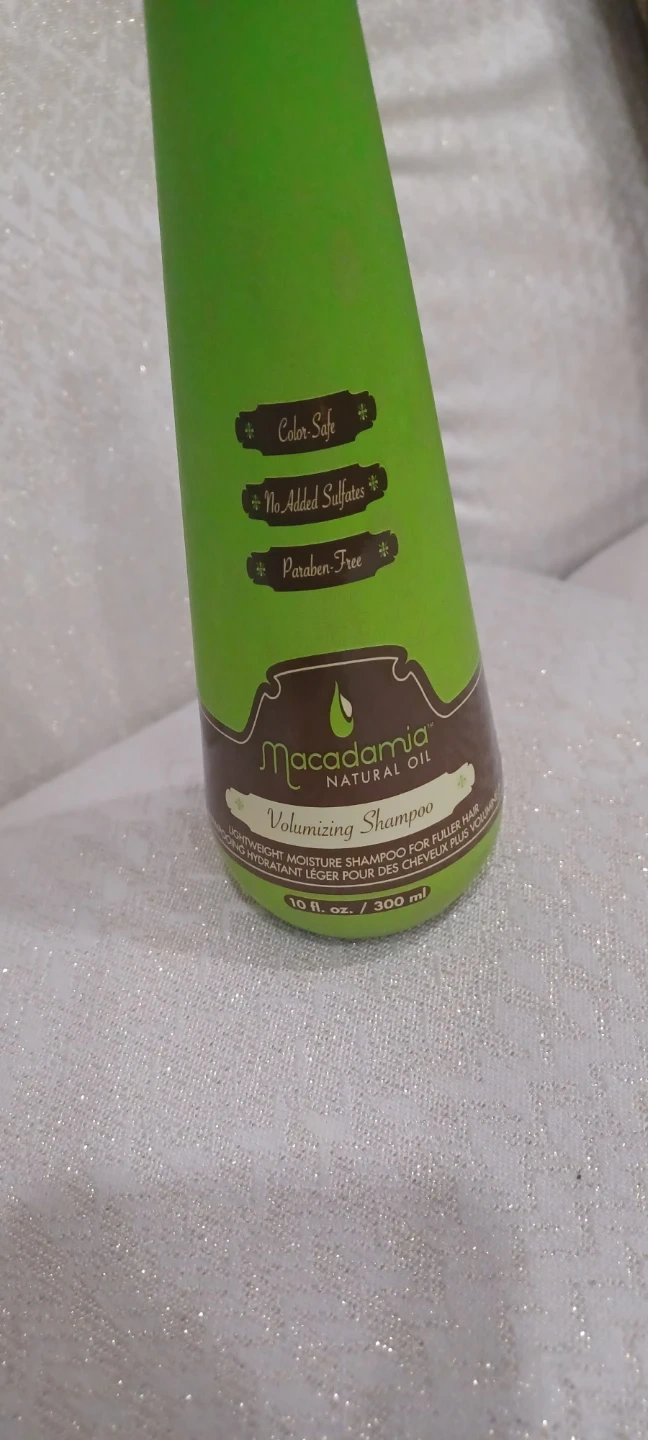 Color-Safe
No Added Sulfates
Paraben-Free
Macadamia™
NATURAL OIL
Volumizing Shampoo
LIGHTWEIGHT MOISTURE SHAMPOO FOR FULLER HAIR
HYDRATANT LÉGER POUR DES CHEVEUX PLUS
10 fl. oz. / 300 ml